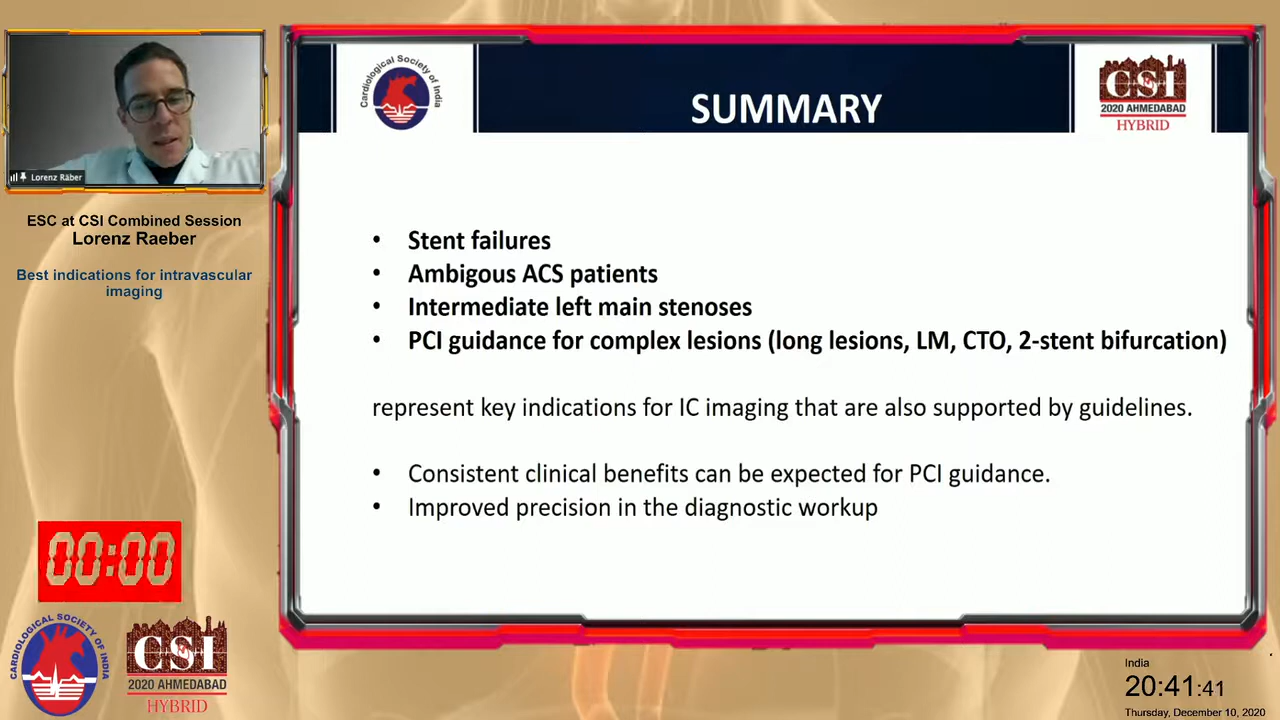 Lorenz Räber
ESC at CSI Combined Session
Lorenz Raeber
Best indications for intravascular
imaging
00:00
CARDIOLOGICAL SOCIETY OF INDIA
CSI
2020 AHMEDABAD
HYBRID
Cardiological Society of India
SUMMARY
CSI
2020 AHMEDABAD
HYBRID
• Stent failures
• Ambigous ACS patients
• Intermediate left main stenoses
• PCI guidance for complex lesions (long lesions, LM, CTO, 2-stent bifurcation)
represent key indications for IC imaging that are also supported by guidelines.
• Consistent clinical benefits can be expected for PCI guidance.
• Improved precision in the diagnostic workup
India
20:41:41
Thursday, December 10, 2020